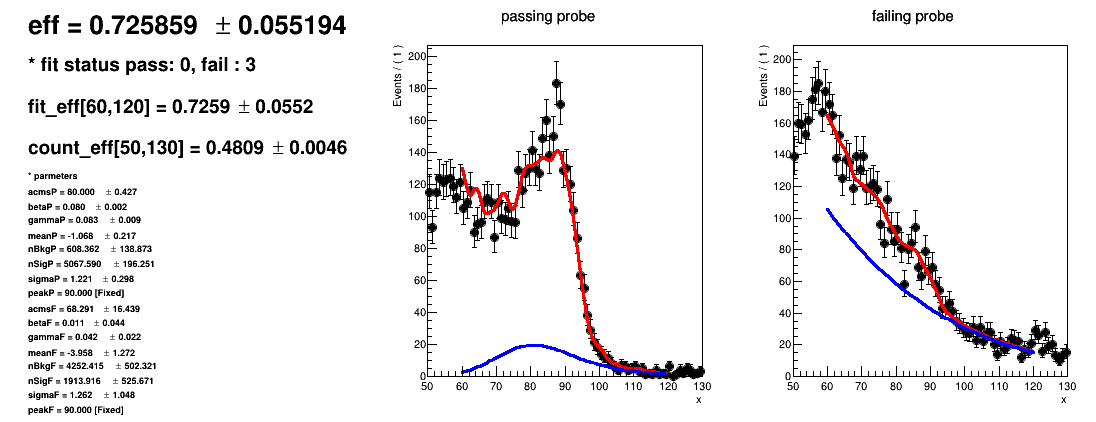 eff = 0.725859 ± 0.055194
* fit status pass: 0, fail : 3
fit_eff[60,120] = 0.7259 ± 0.0552
count_eff[50,130] = 0.4809 ± 0.0046
* parmeters
acmsP = 80.000 ± 0.427
betaP = 0.080 ± 0.002
gammaP = 0.083 ± 0.009
meanP = -1.068 ± 0.217
nBkgP = 608.362 ± 138.873
nSigP = 5067.590 ± 196.251
sigmaP = 1.221 ± 0.298
peakP = 90.000 [Fixed]
acmsF = 68.291 ± 16.439
betaF = 0.011 ± 0.044
gammaF = 0.042 ± 0.022
meanF = -3.958 ± 1.272
nBkgF = 4252.415 ± 502.321
nSigF = 1913.916 ± 525.671
sigmaF = 1.262 ± 1.048
peakF = 90.000 [Fixed]
passing probe
Events / ( 1 )
200
180
160
140
120
100
80
60
40
20
0
50 60 70 80 90 100 110 120 130
x
failing probe
Events / ( 1 )
200
180
160
140
120
100
80
60
40
20
0
50 60 70 80 90 100 110 120 130
x